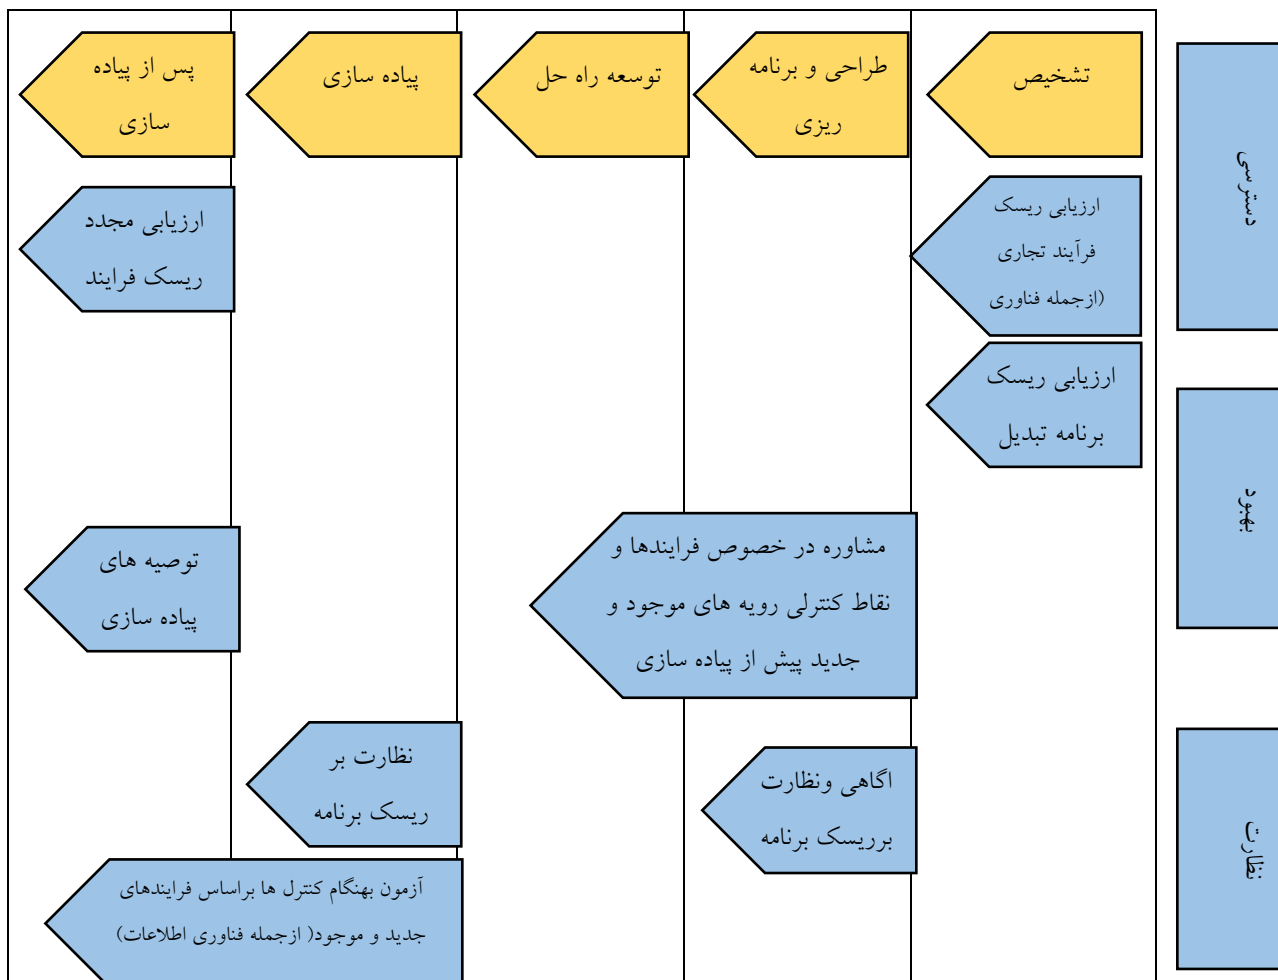 تشخیص
طراحی و برنامه
ریزی
توسعه راه حل
پیاده سازی
پس از پیاده
سازی
دسترسی
ارزیابی ریسک
فرآیند تجاری
(ازجمله فناوری
ارزیابی مجدد
ریسک فرایند
ارزیابی ریسک
برنامه تبدیل
بهبود
مشاوره در خصوص فرایندها و
نقاط کنترلی رویه های موجود و
جدید پیش از پیاده سازی
توصیه های
پیاده سازی
نظارت
اگاهی ونظارت
برریسک برنامه
نظارت بر
ریسک برنامه
آزمون بهنگام کنترل ها براساس فرایندهای
جدید و موجود( ازجمله فناوری اطلاعات)